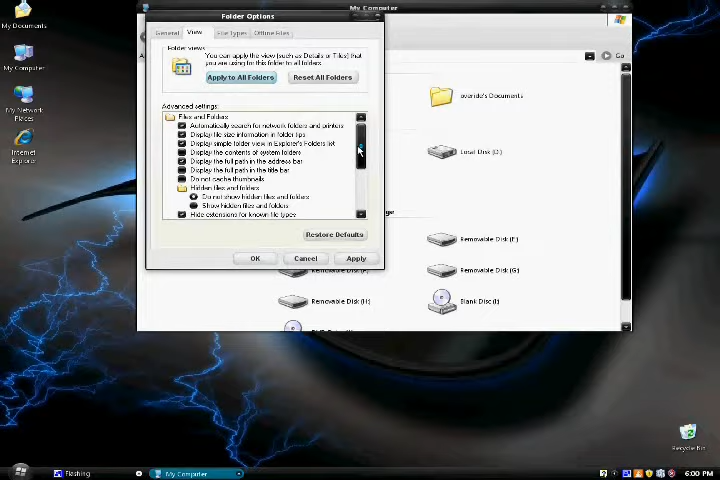 My Computer
Folder Options
My Documents
General
View
File Types
Offline Files
Folder views
You can apply the view (such as Details or Tiles) that
you are using for this folder to all folders.
Go
My Computer
Apply to All Folders
Reset All Folders
overide's Documents
Advanced settings:
My Network
Places
Files and Folders
Automatically search for network folders and printers
Display file size information in folder tips
Display simple folder view in Explorer's Folders list
Display the contents of system folders
Display the full path in the address bar
Display the full path in the title bar
Do not cache thumbnails
Hidden files and folders
Do not show hidden files and folders
Show hidden files and folders
Hide extensions for known file types
Local Disk (D:)
Internet
Explorer
Restore Defaults
Removable Disk (F:)
OK
Cancel
Apply
Removable Disk (G:)
Removable Disk (H:)
Blank Disc (I:)
Recycle Bin
Flashing
My Computer
6:00 PM